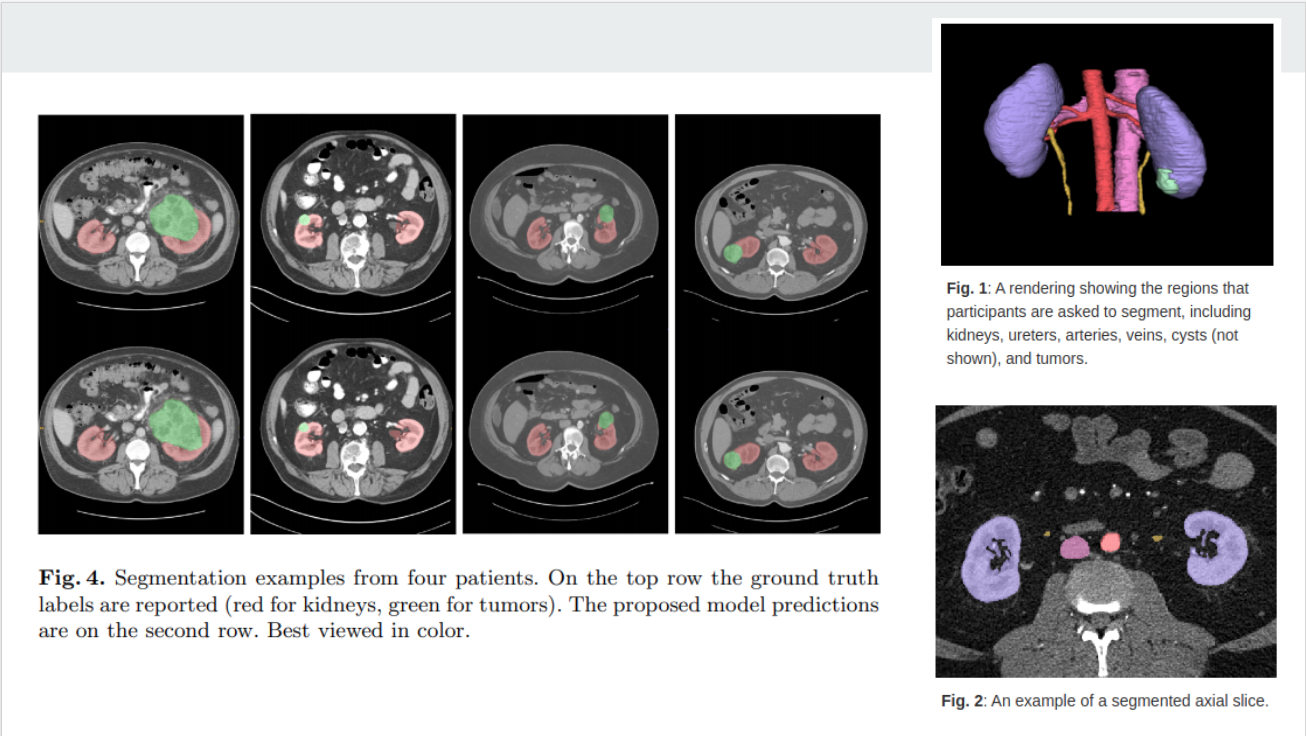 Fig. 4. Segmentation examples from four patients. On the top row the ground truth
labels are reported (red for kidneys, green for tumors). The proposed model predictions
are on the second row. Best viewed in color.
Fig. 1: A rendering showing the regions that
participants are asked to segment, including
kidneys, ureters, arteries, veins, cysts (not
shown), and tumors.
Fig. 2: An example of a segmented axial slice.